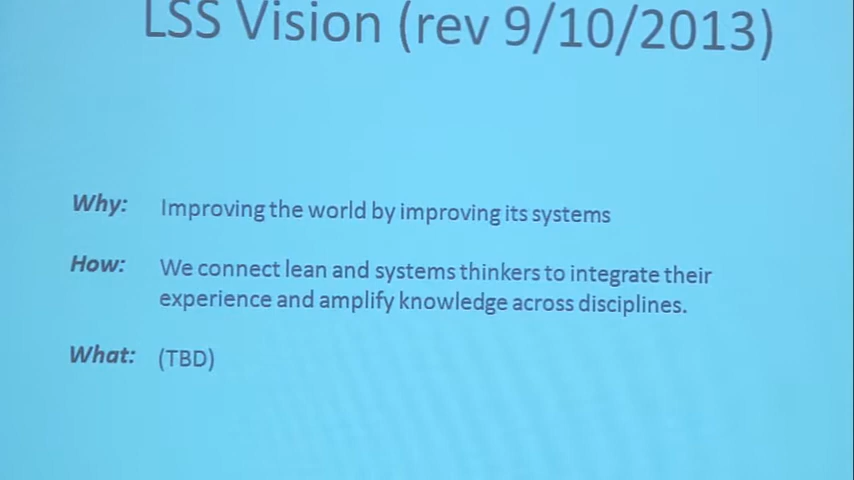 LSS Vision (rev 9/10/2013)
Why: Improving the world by improving its systems
How: We connect lean and systems thinkers to integrate their
experience and amplify knowledge across disciplines.
What: (TBD)